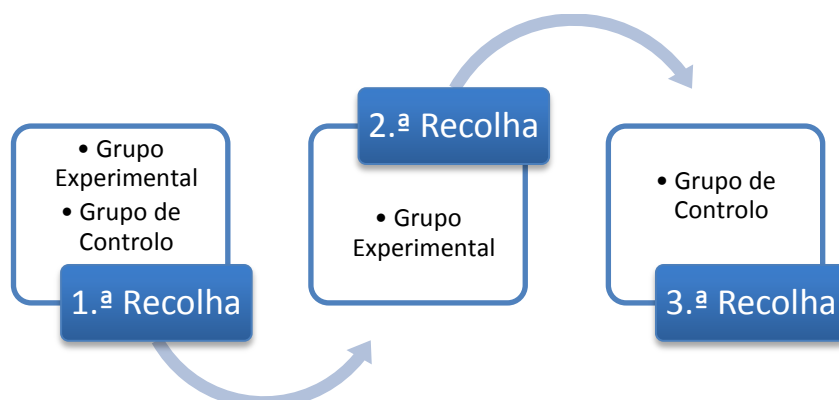 • Grupo
Experimental
• Grupo de
Controlo
1.ª Recolha
2.ª Recolha
• Grupo
Experimental
• Grupo de
Controlo
3.ª Recolha